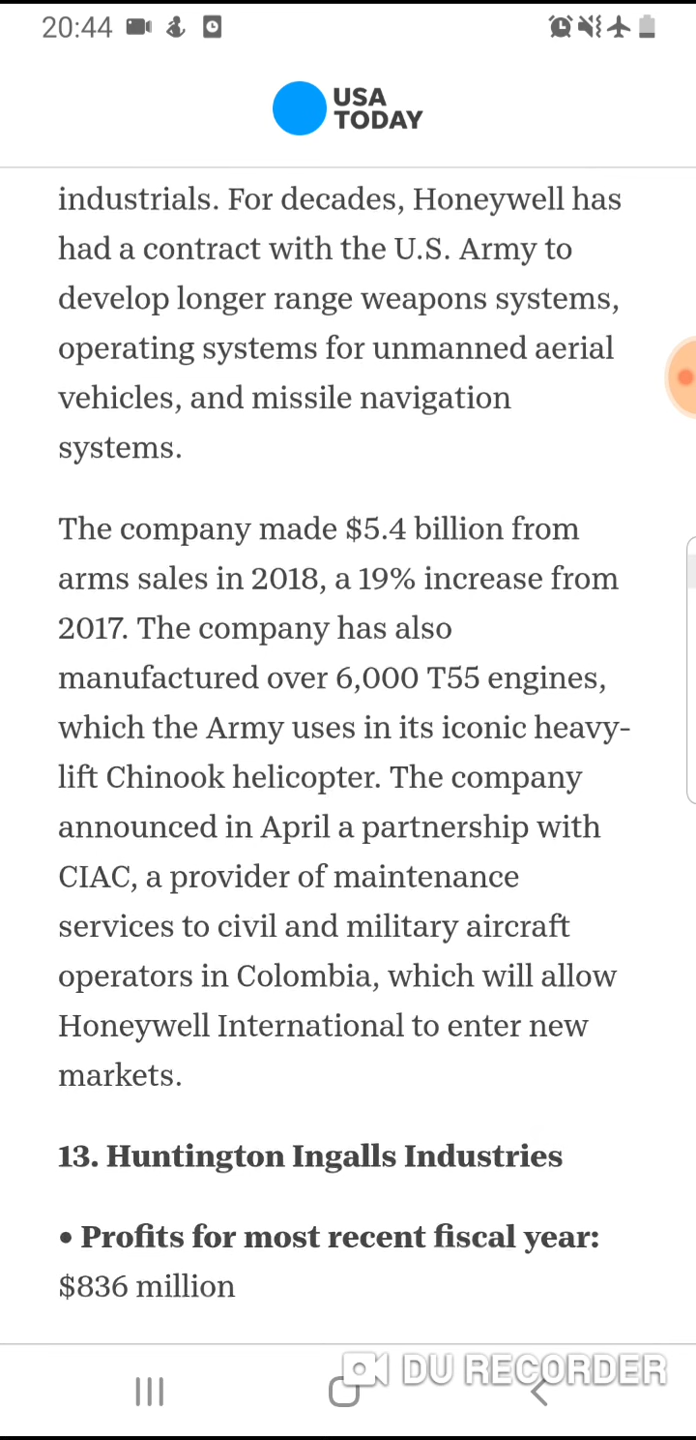 20:44
USA
TODAY
industrials. For decades, Honeywell has
had a contract with the U.S. Army to
develop longer range weapons systems,
operating systems for unmanned aerial
vehicles, and missile navigation
systems.
The company made $5.4 billion from
arms sales in 2018, a 19% increase from
2017. The company has also
manufactured over 6,000 T55 engines,
which the Army uses in its iconic heavy-
lift Chinook helicopter. The company
announced in April a partnership with
CIAC, a provider of maintenance
services to civil and military aircraft
operators in Colombia, which will allow
Honeywell International to enter new
markets.
13. Huntington Ingalls Industries
• Profits for most recent fiscal year:
$836 million
DU RECORDER